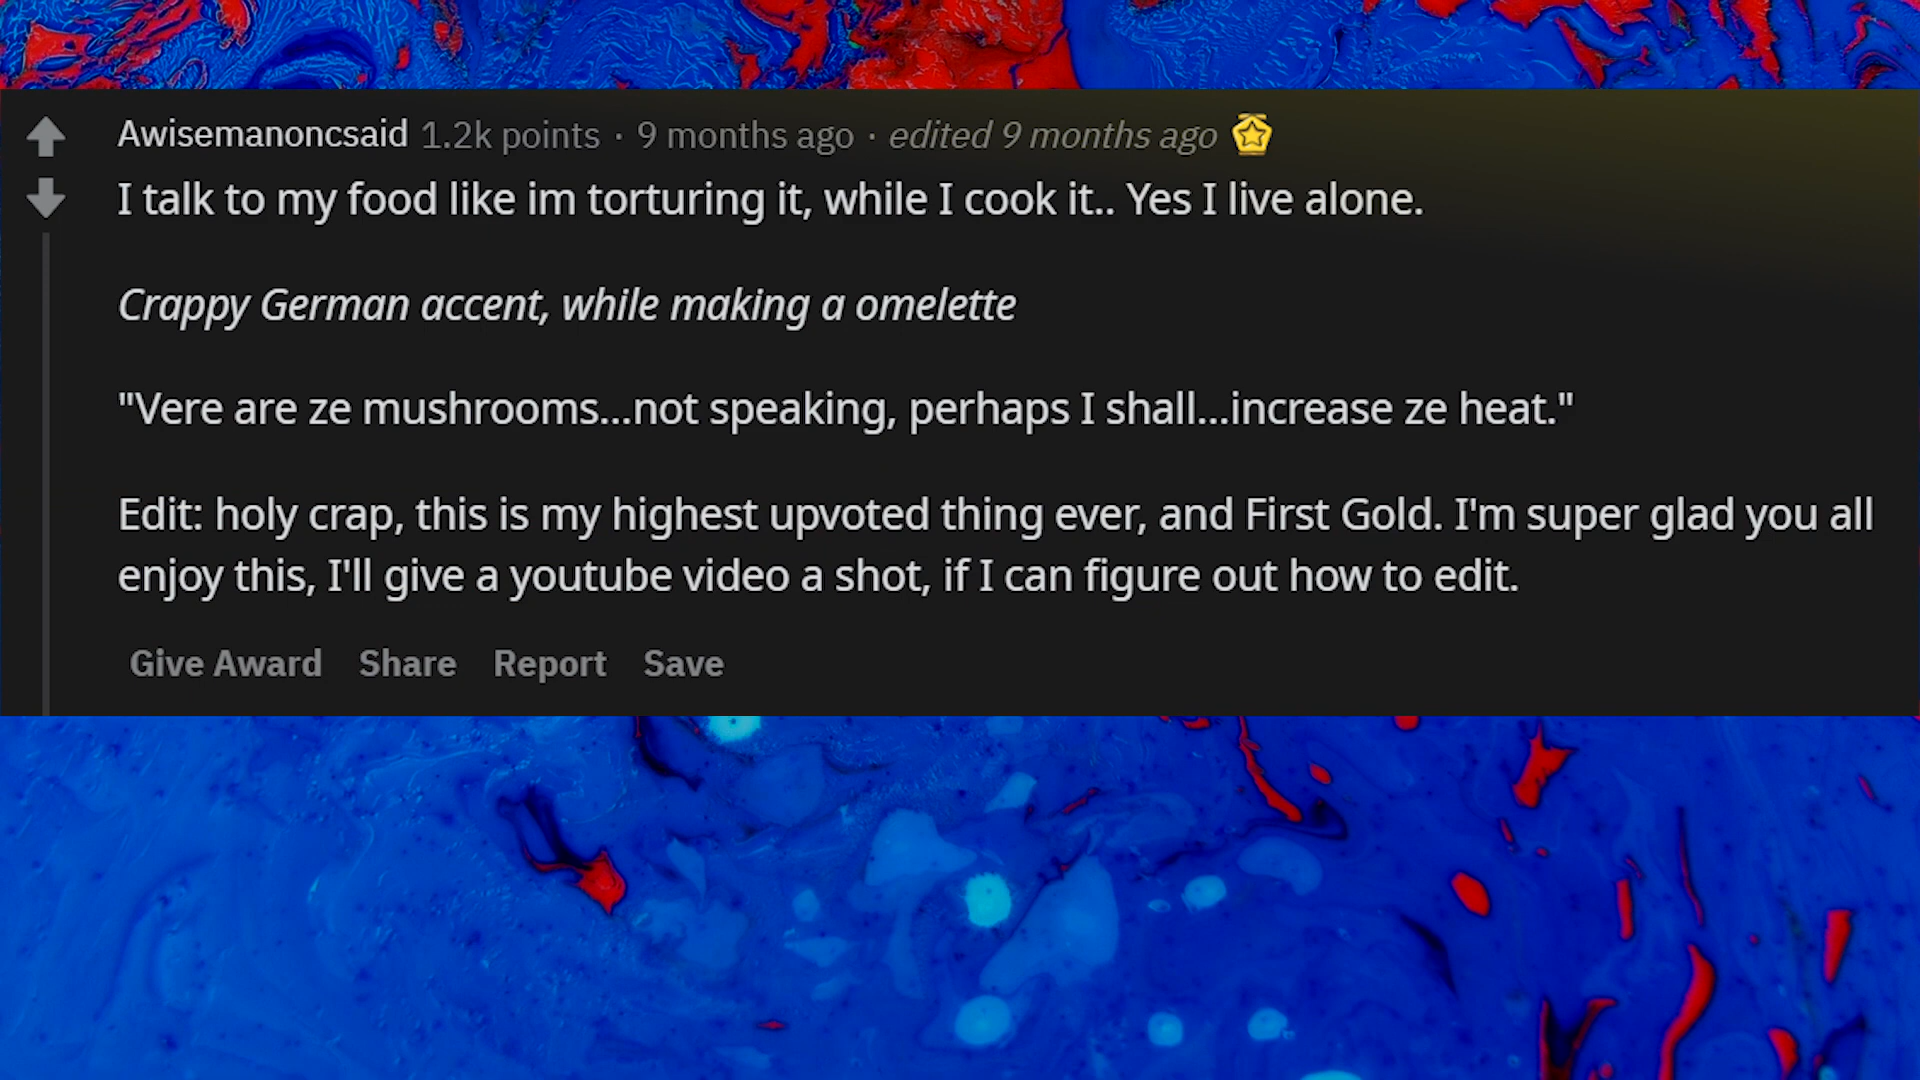 Awisemanoncsaid 1.2k points · 9 months ago · edited 9 months ago
I talk to my food like im torturing it, while I cook it.. Yes I live alone.
Crappy German accent, while making a omelette
"Vere are ze mushrooms...not speaking, perhaps I shall...increase ze heat."
Edit: holy crap, this is my highest upvoted thing ever, and First Gold. I'm super glad you all
enjoy this, I'll give a youtube video a shot, if I can figure out how to edit.
Give Award Share Report Save